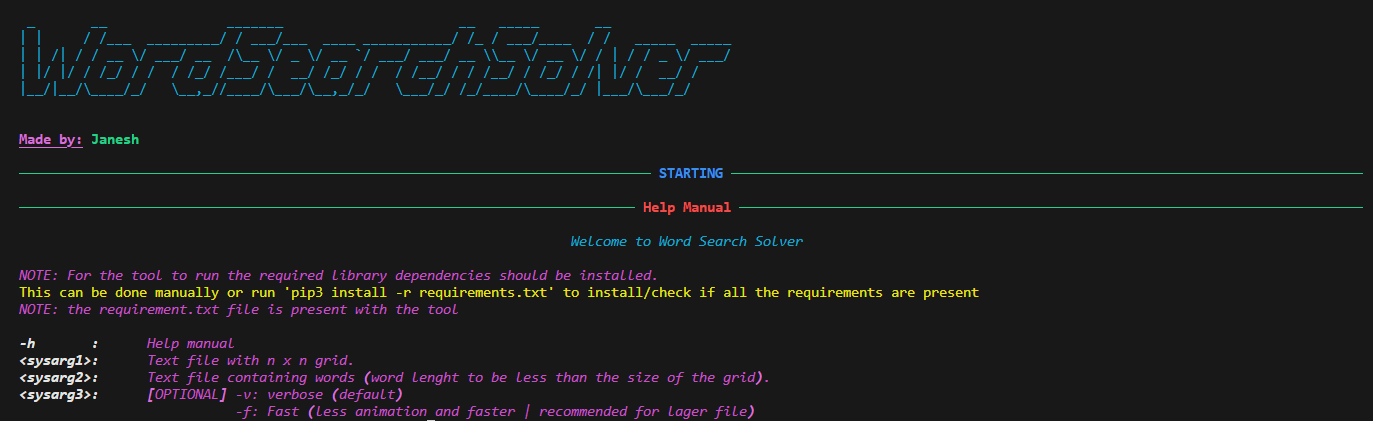 WordSearchSolver
Made by: Janesh
STARTING
Help Manual
Welcome to Word Search Solver
NOTE: For the tool to run the required library dependencies should be installed.
This can be done manually or run 'pip3 install -r requirements.txt' to install/check if all the requirements are present
NOTE: the requirement.txt file is present with the tool
-h : Help manual
<sysarg1>: Text file with n x n grid.
<sysarg2>: Text file containing words (word lenght to be less than the size of the grid).
<sysarg3>: [OPTIONAL] -v: verbose (default)
-f: Fast (less animation and faster | recommended for lager file)